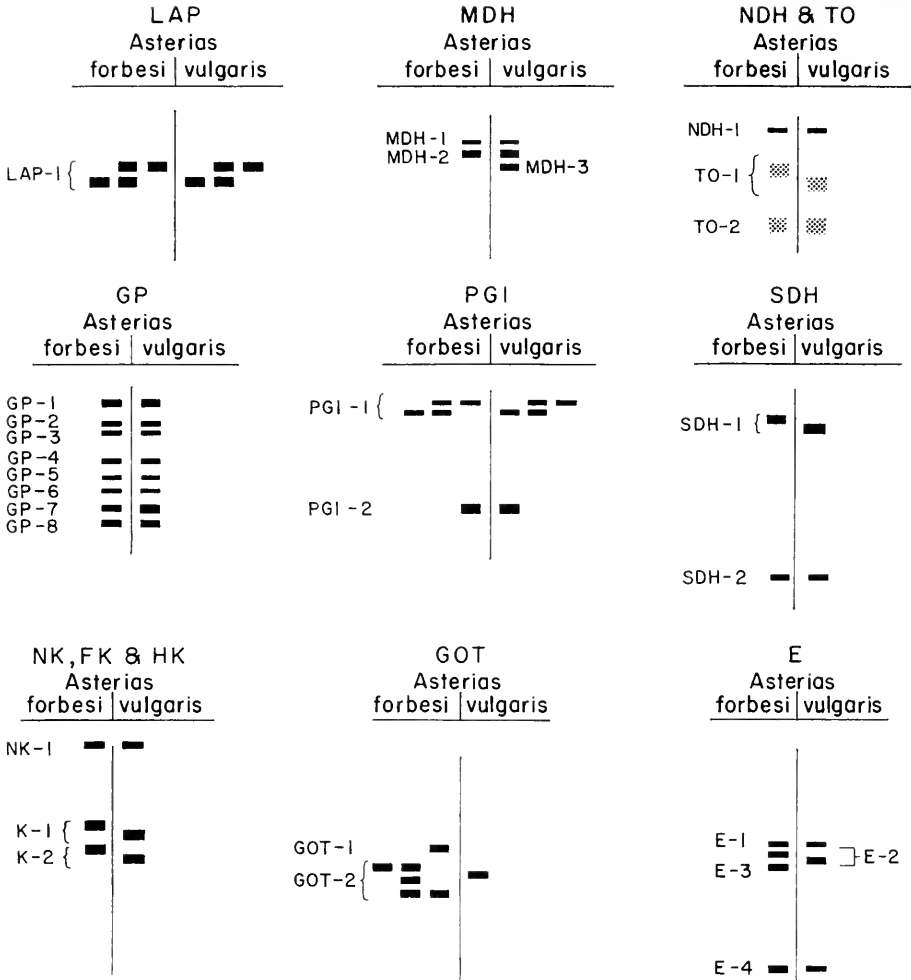 LAP
Asterias
forbesi vulgaris
LAP-1
MDH
Asterias
forbesi vulgaris
MDH-1
MDH-2
MDH-3
NDH & TO
Asterias
forbesi vulgaris
NDH-1
TO-1
TO-2
GP
Asterias
forbesi vulgaris
GP-1
GP-2
GP-3
GP-4
GP-5
GP-6
GP-7
GP-8
PGI
Asterias
forbesi vulgaris
PGI-1
PGI-2
SDH
Asterias
forbesi vulgaris
SDH-1
SDH-2
NK, FK & HK
Asterias
forbesi vulgaris
NK-1
K-1
K-2
GOT
Asterias
forbesi vulgaris
GOT-1
GOT-2
E
Asterias
forbesi vulgaris
E-1
E-2
E-3
E-4